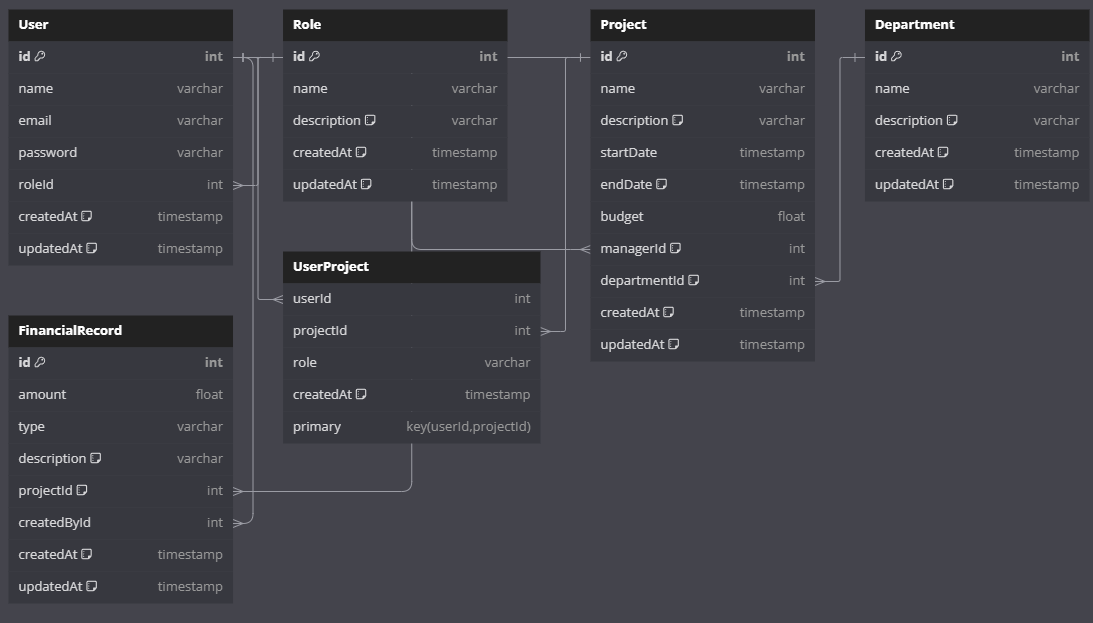 User
id int
name varchar
email varchar
password varchar
roleId int
createdAt timestamp
updatedAt timestamp
Role
id int
name varchar
description varchar
createdAt timestamp
updatedAt timestamp
Project
id int
name varchar
description varchar
startDate timestamp
endDate timestamp
budget float
managerId int
departmentId int
createdAt timestamp
updatedAt timestamp
Department
id int
name varchar
description varchar
createdAt timestamp
updatedAt timestamp
UserProject
userId int
projectId int
role varchar
createdAt timestamp
primary key(userId,projectId)
FinancialRecord
id int
amount float
type varchar
description varchar
projectId int
createdById int
createdAt timestamp
updatedAt timestamp